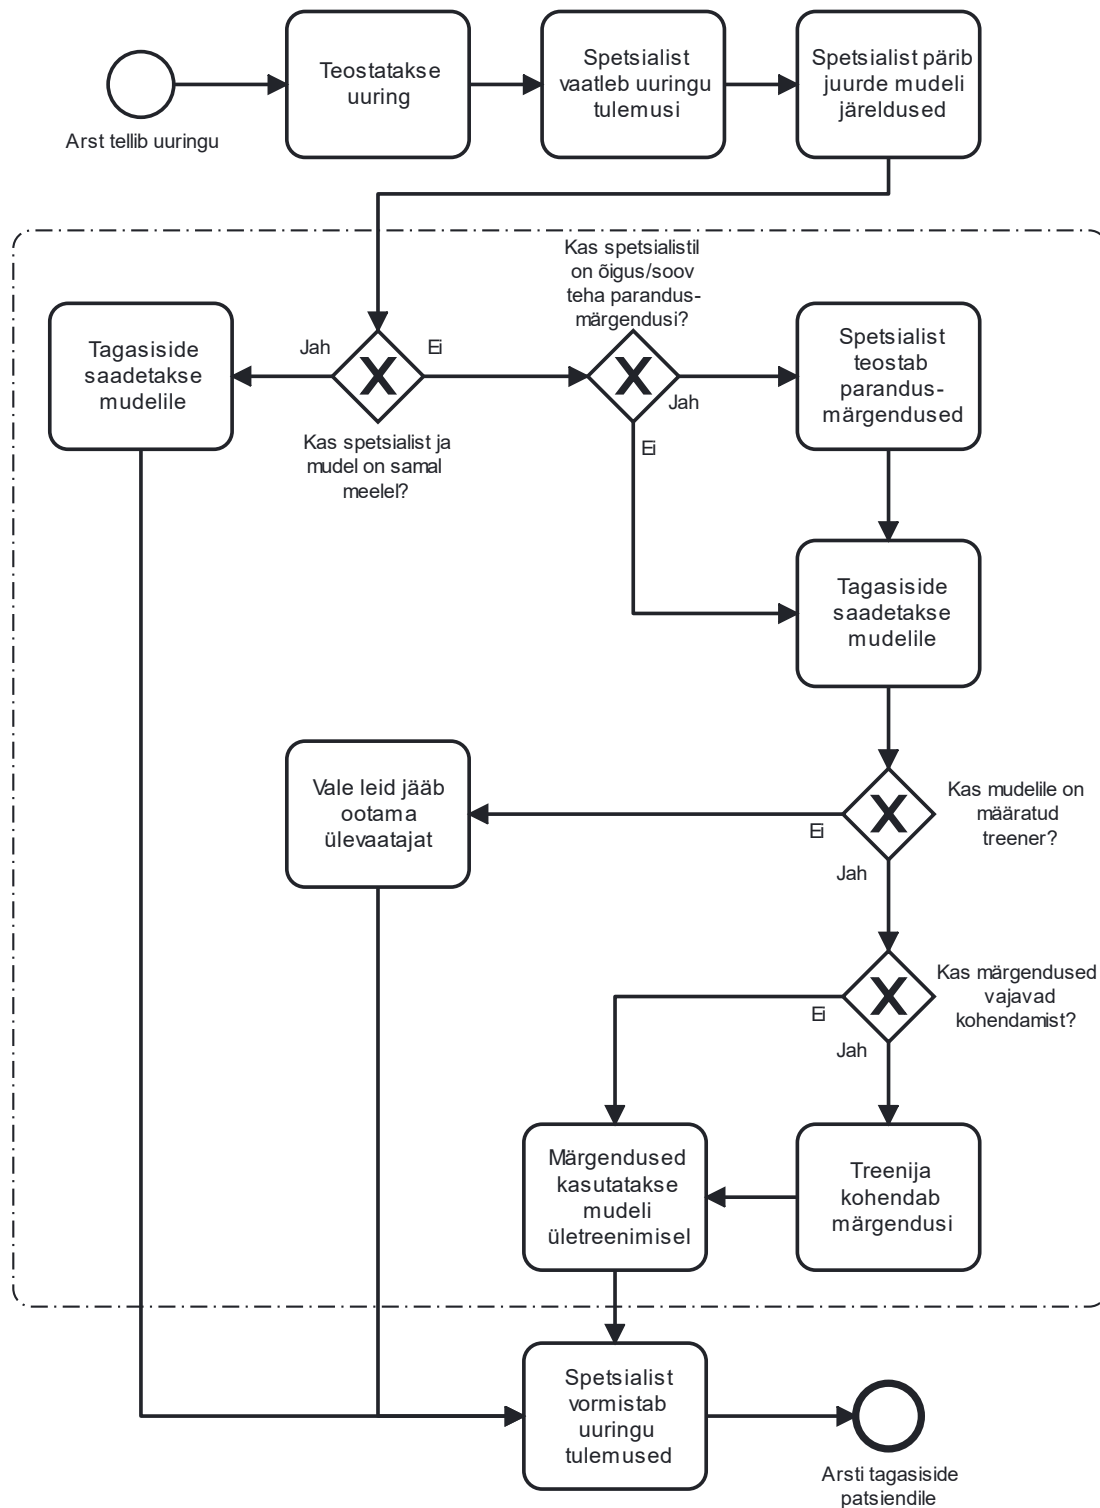 Arst tellib uuringu
Teostatakse
uuring
Spetsialist
vaatleb uuringu
tulemusi
Spetsialist pärib
juurde mudeli
järeldused
Kas spetsialistil
on õigus/soov
teha parandus-
märgendusi?
Tagasiside
saadetakse
mudelile
Jah
X
Ei
Kas spetsialist ja
mudel on samal
meelel?
X
Jah
Ei
Spetsialist
teostab
parandus-
märgendused
Tagasiside
saadetakse
mudelile
Vale leid jääb
ootama
ülevaatajat
Ei
X
Jah
Kas mudelile on
määratud
treener?
Ei
X
Jah
Kas märgendused
vajavad
kohendamist?
Märgendused
kasutatakse
mudeli
ületreenimisel
Treenija
kohendab
märgendusi
Spetsialist
vormistab
uuringu
tulemused
Arsti tagasiside
patsiendile